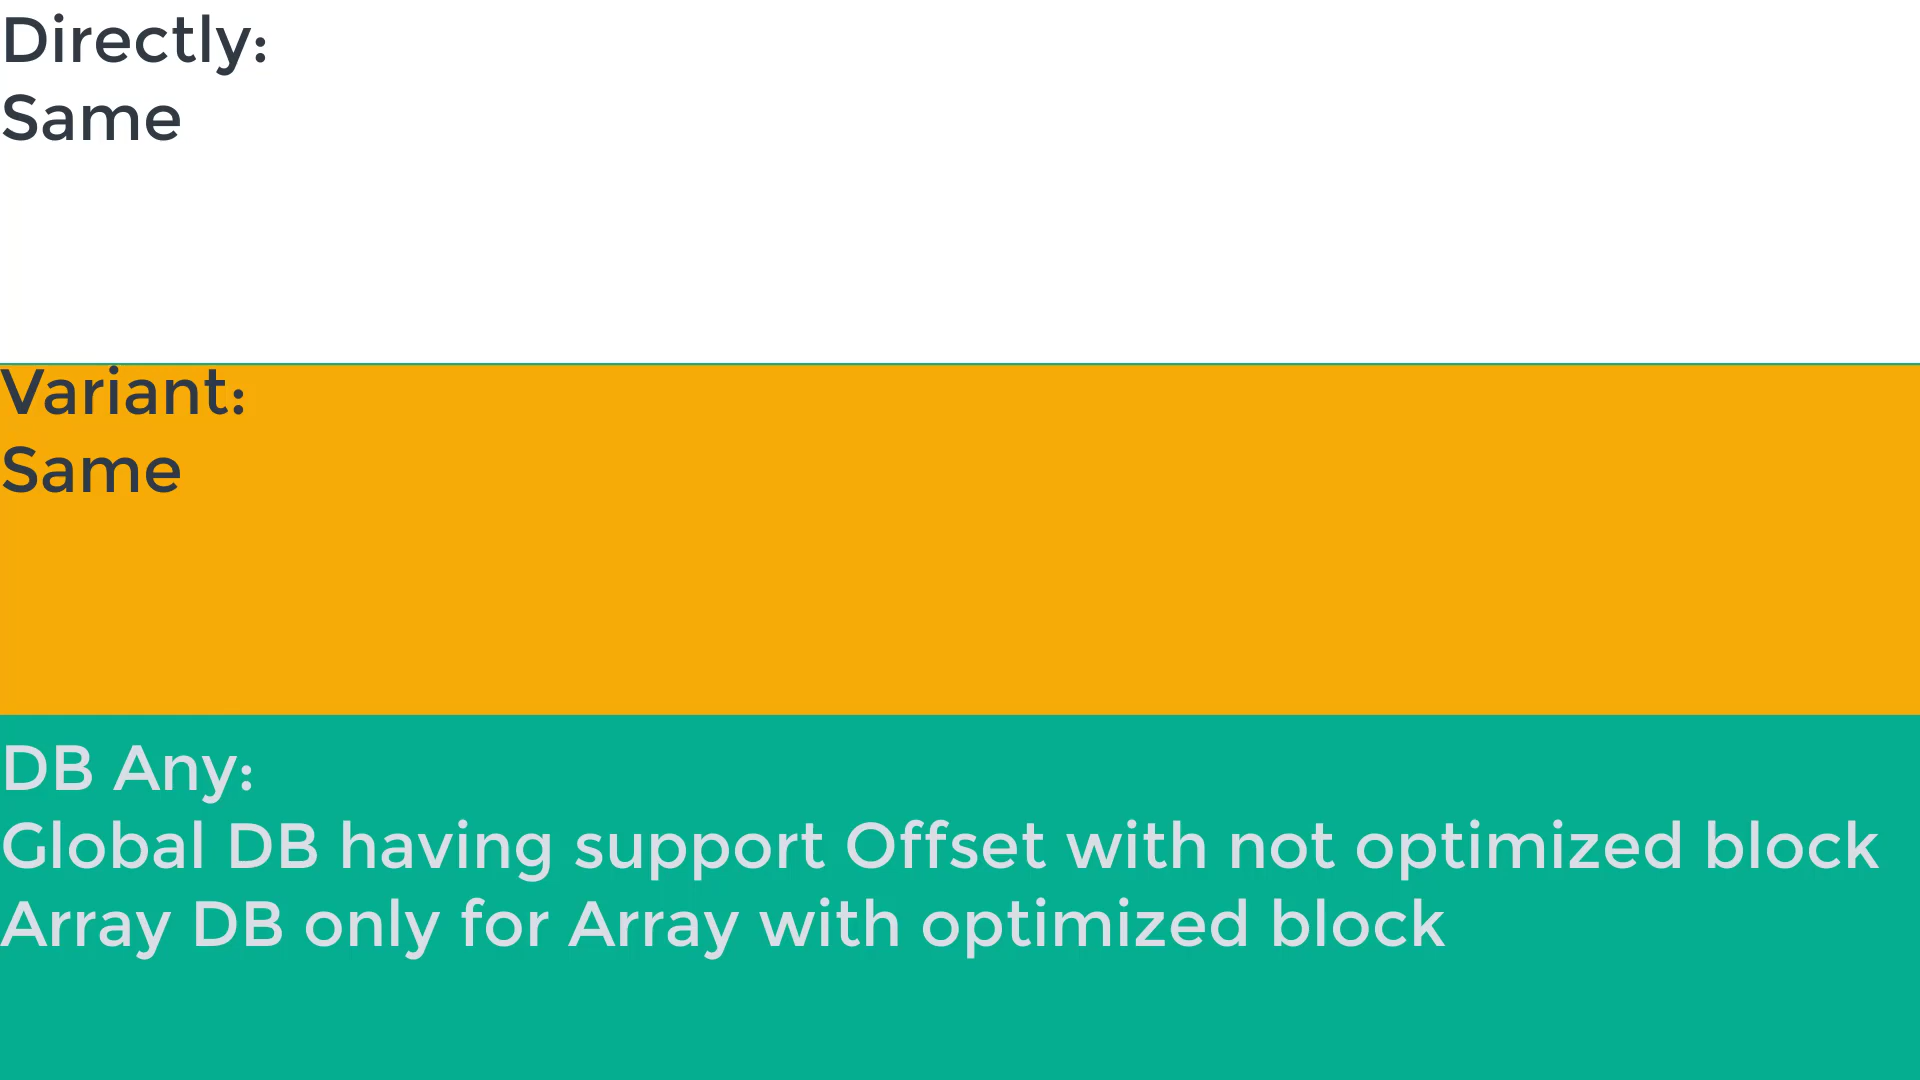 Directly:
Same
Variant:
Same
DB Any:
Global DB having support Offset with not optimized block
Array DB only for Array with optimized block